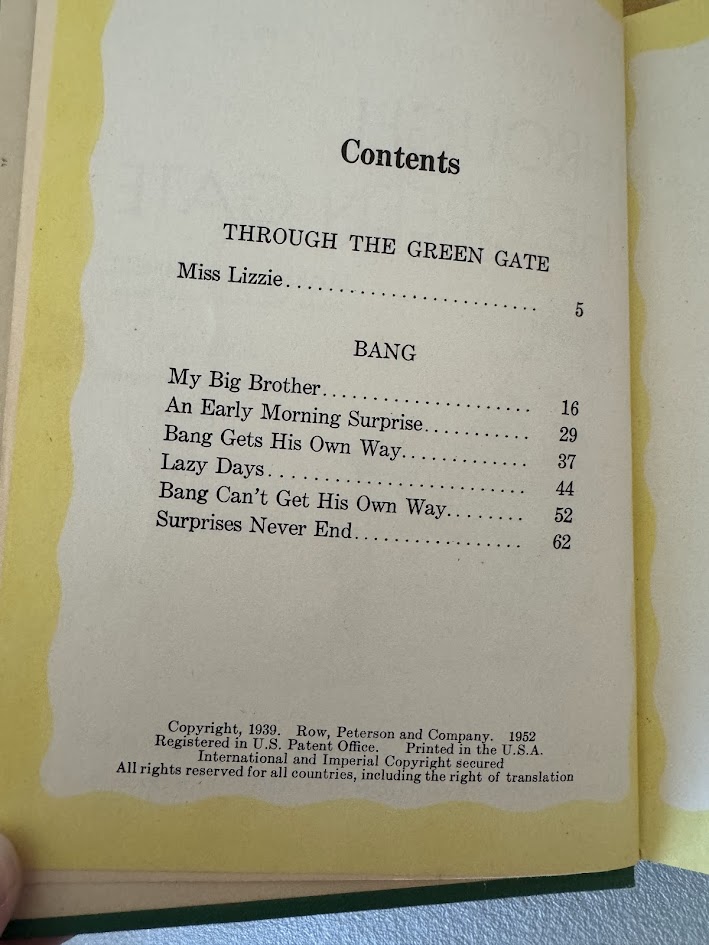 Contents
THROUGH THE GREEN GATE
Miss Lizzie........................ 5
BANG
My Big Brother.................... 16
An Early Morning Surprise.......... 29
Bang Gets His Own Way............ 37
Lazy Days........................ 44
Bang Can't Get His Own Way........ 52
Surprises Never End................ 62
Copyright, 1939. Row, Peterson and Company. 1952
Registered in U.S. Patent Office. Printed in the U.S.A.
International and Imperial Copyright secured
All rights reserved for all countries, including the right of translation